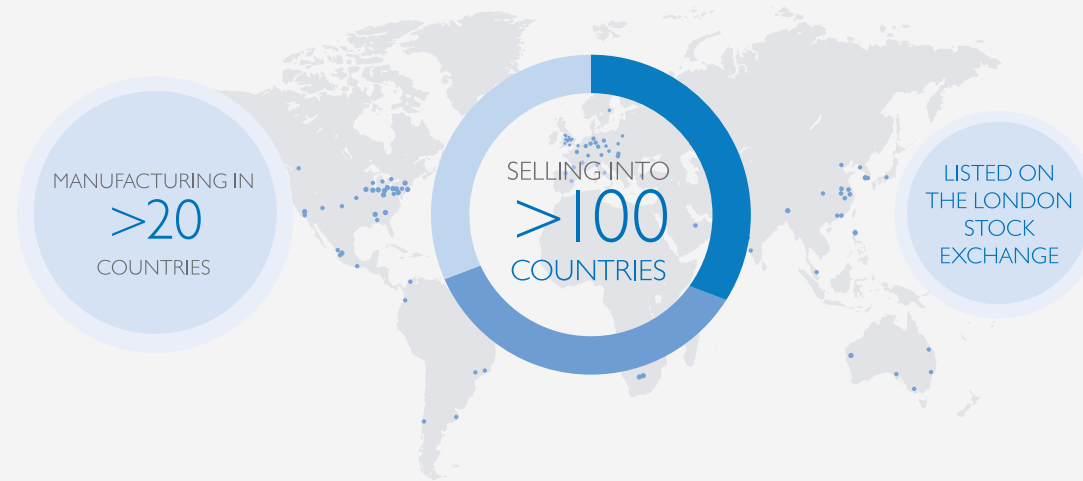 MANUFACTURING IN
>20
COUNTRIES
SELLING INTO
>100
COUNTRIES
LISTED ON
THE LONDON
STOCK
EXCHANGE